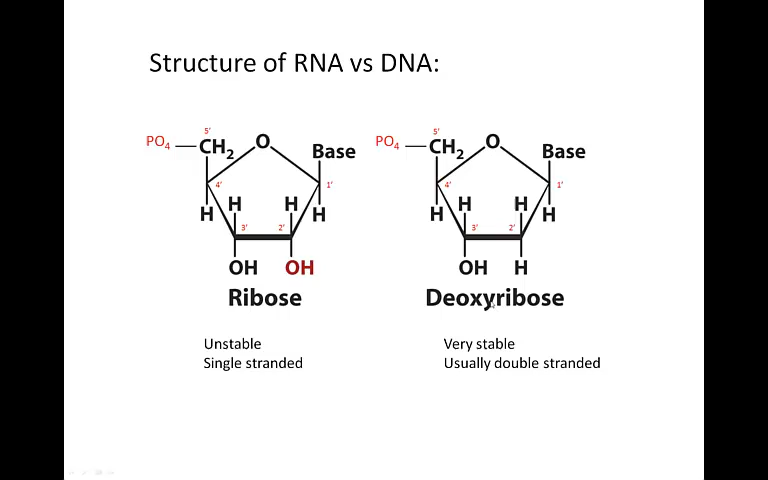 Structure of RNA vs DNA:
5' 5'
PO4 CH2 O Base PO4 CH2 O Base
4' 1' 4' 1'
H H H H H H H H
3' 2' 3' 2'
OH OH OH H
Ribose Deoxyribose
Unstable Very stable
Single stranded Usually double stranded